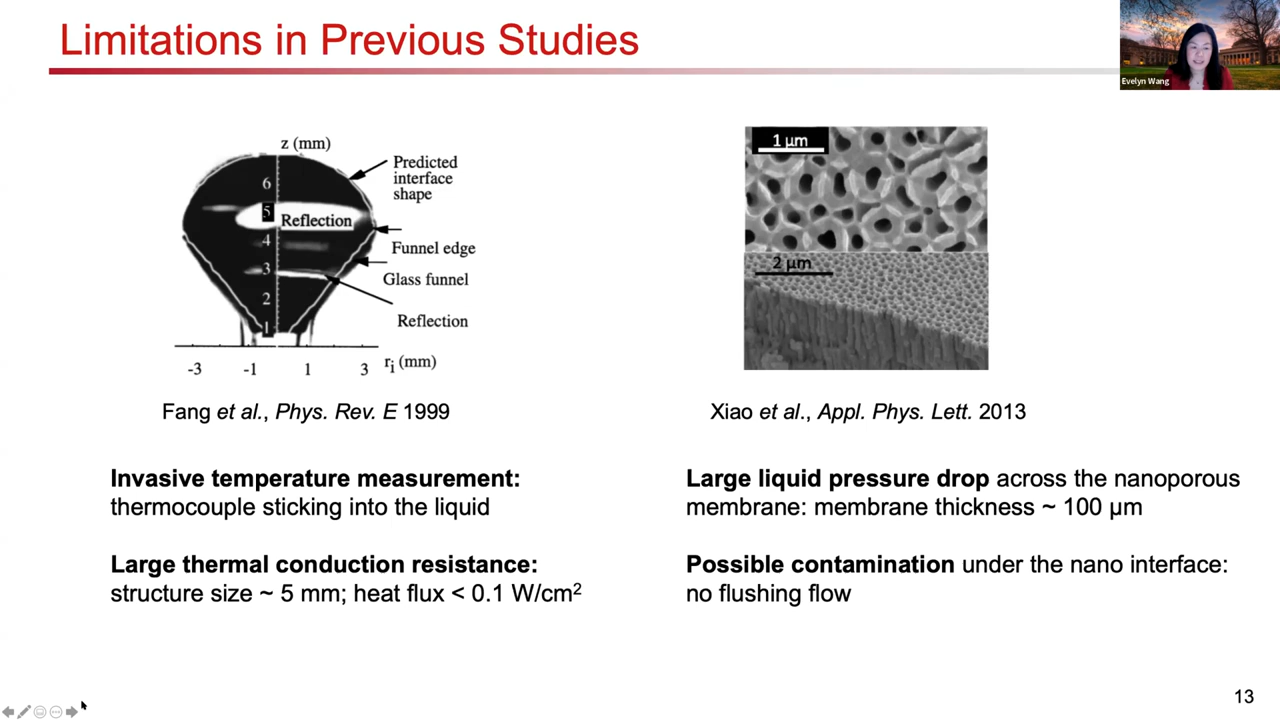 Limitations in Previous Studies
Evelyn Wang
z (mm)
6
5
4
3
2
1
Reflection
Predicted
interface
shape
Funnel edge
Glass funnel
Reflection
-3 -1 1 3 ri (mm)
Fang et al., Phys. Rev. E 1999
Invasive temperature measurement:
thermocouple sticking into the liquid
Large thermal conduction resistance:
structure size ~ 5 mm; heat flux < 0.1 W/cm²
1 µm
2 µm
Xiao et al., Appl. Phys. Lett. 2013
Large liquid pressure drop across the nanoporous
membrane: membrane thickness ~ 100 µm
Possible contamination under the nano interface:
no flushing flow
13